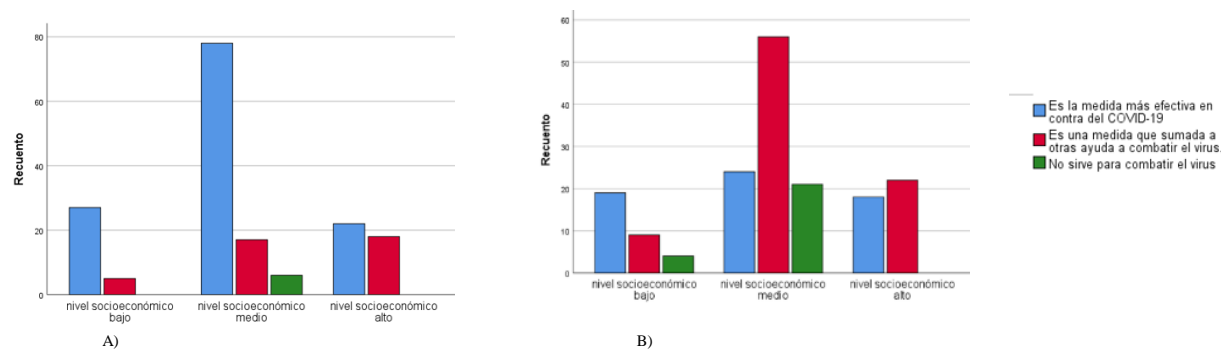 80
60
40
20
0
Recuento
nivel socioeconómico
bajo
nivel socioeconómico
medio
nivel socioeconómico
alto
A)
60
50
40
30
20
10
0
Recuento
nivel socioeconómico
bajo
nivel socioeconómico
medio
nivel socioeconómico
alto
B)
Es la medida más efectiva en
contra del COVID-19
Es una medida que sumada a
otras ayuda a combatir el virus.
No sirve para combatir el virus